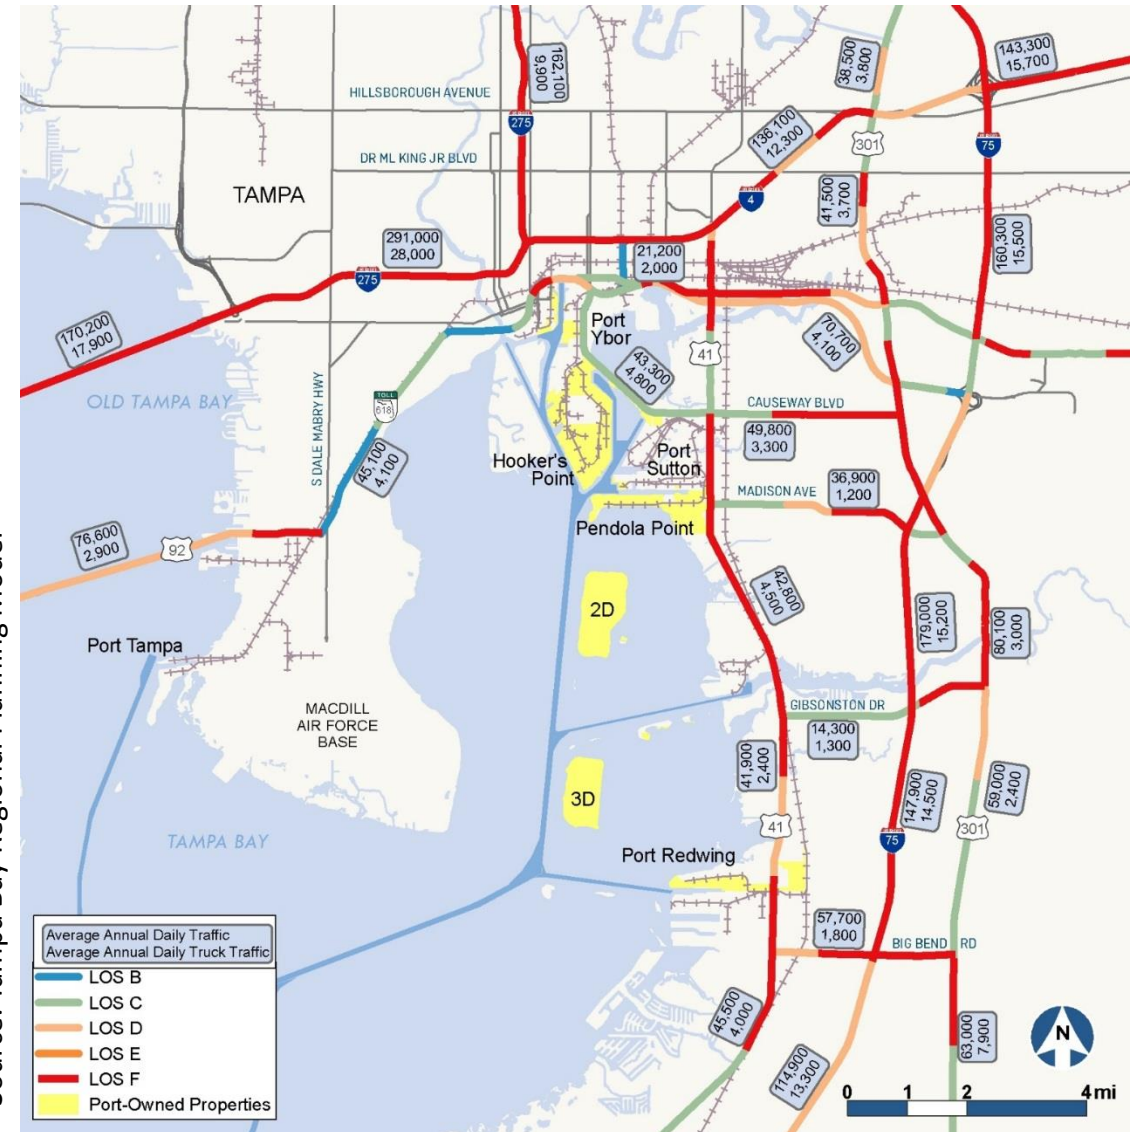 162,100
9,900
38,500
3,800
143,300
15,700
HILLSBOROUGH AVENUE
275
136,100
12,300
301
75
DR ML KING JR BLVD
TAMPA
4
41,500
3,700
160,300
15,500
291,000
28,000
21,200
2,000
275
170,200
17,900
Port
Ybor
70,700
4,100
41
43,300
4,800
OLD TAMPA BAY
S DALE MABRY HWY
TOLL
618
CAUSEWAY BLVD
49,800
3,300
45,100
4,100
Hooker's
Point
Port
Sutton
36,900
1,200
MADISON AVE
Pendola Point
76,600
2,900
92
42,800
4,500
2D
179,000
15,200
80,100
3,000
Port Tampa
MACDILL
AIR FORCE
BASE
GIBSONSTON DR
14,300
1,300
41,900
2,400
3D
147,900
14,500
59,000
2,400
41
301
75
TAMPA BAY
Port Redwing
57,700
1,800
BIG BEND RD
45,500
4,000
63,000
7,900
114,900
13,300
Average Annual Daily Traffic
Average Annual Daily Truck Traffic
LOS B
LOS C
LOS D
LOS E
LOS F
Port-Owned Properties
N
0 1 2 4 mi
Source: Tampa Bay Regional Planning Model